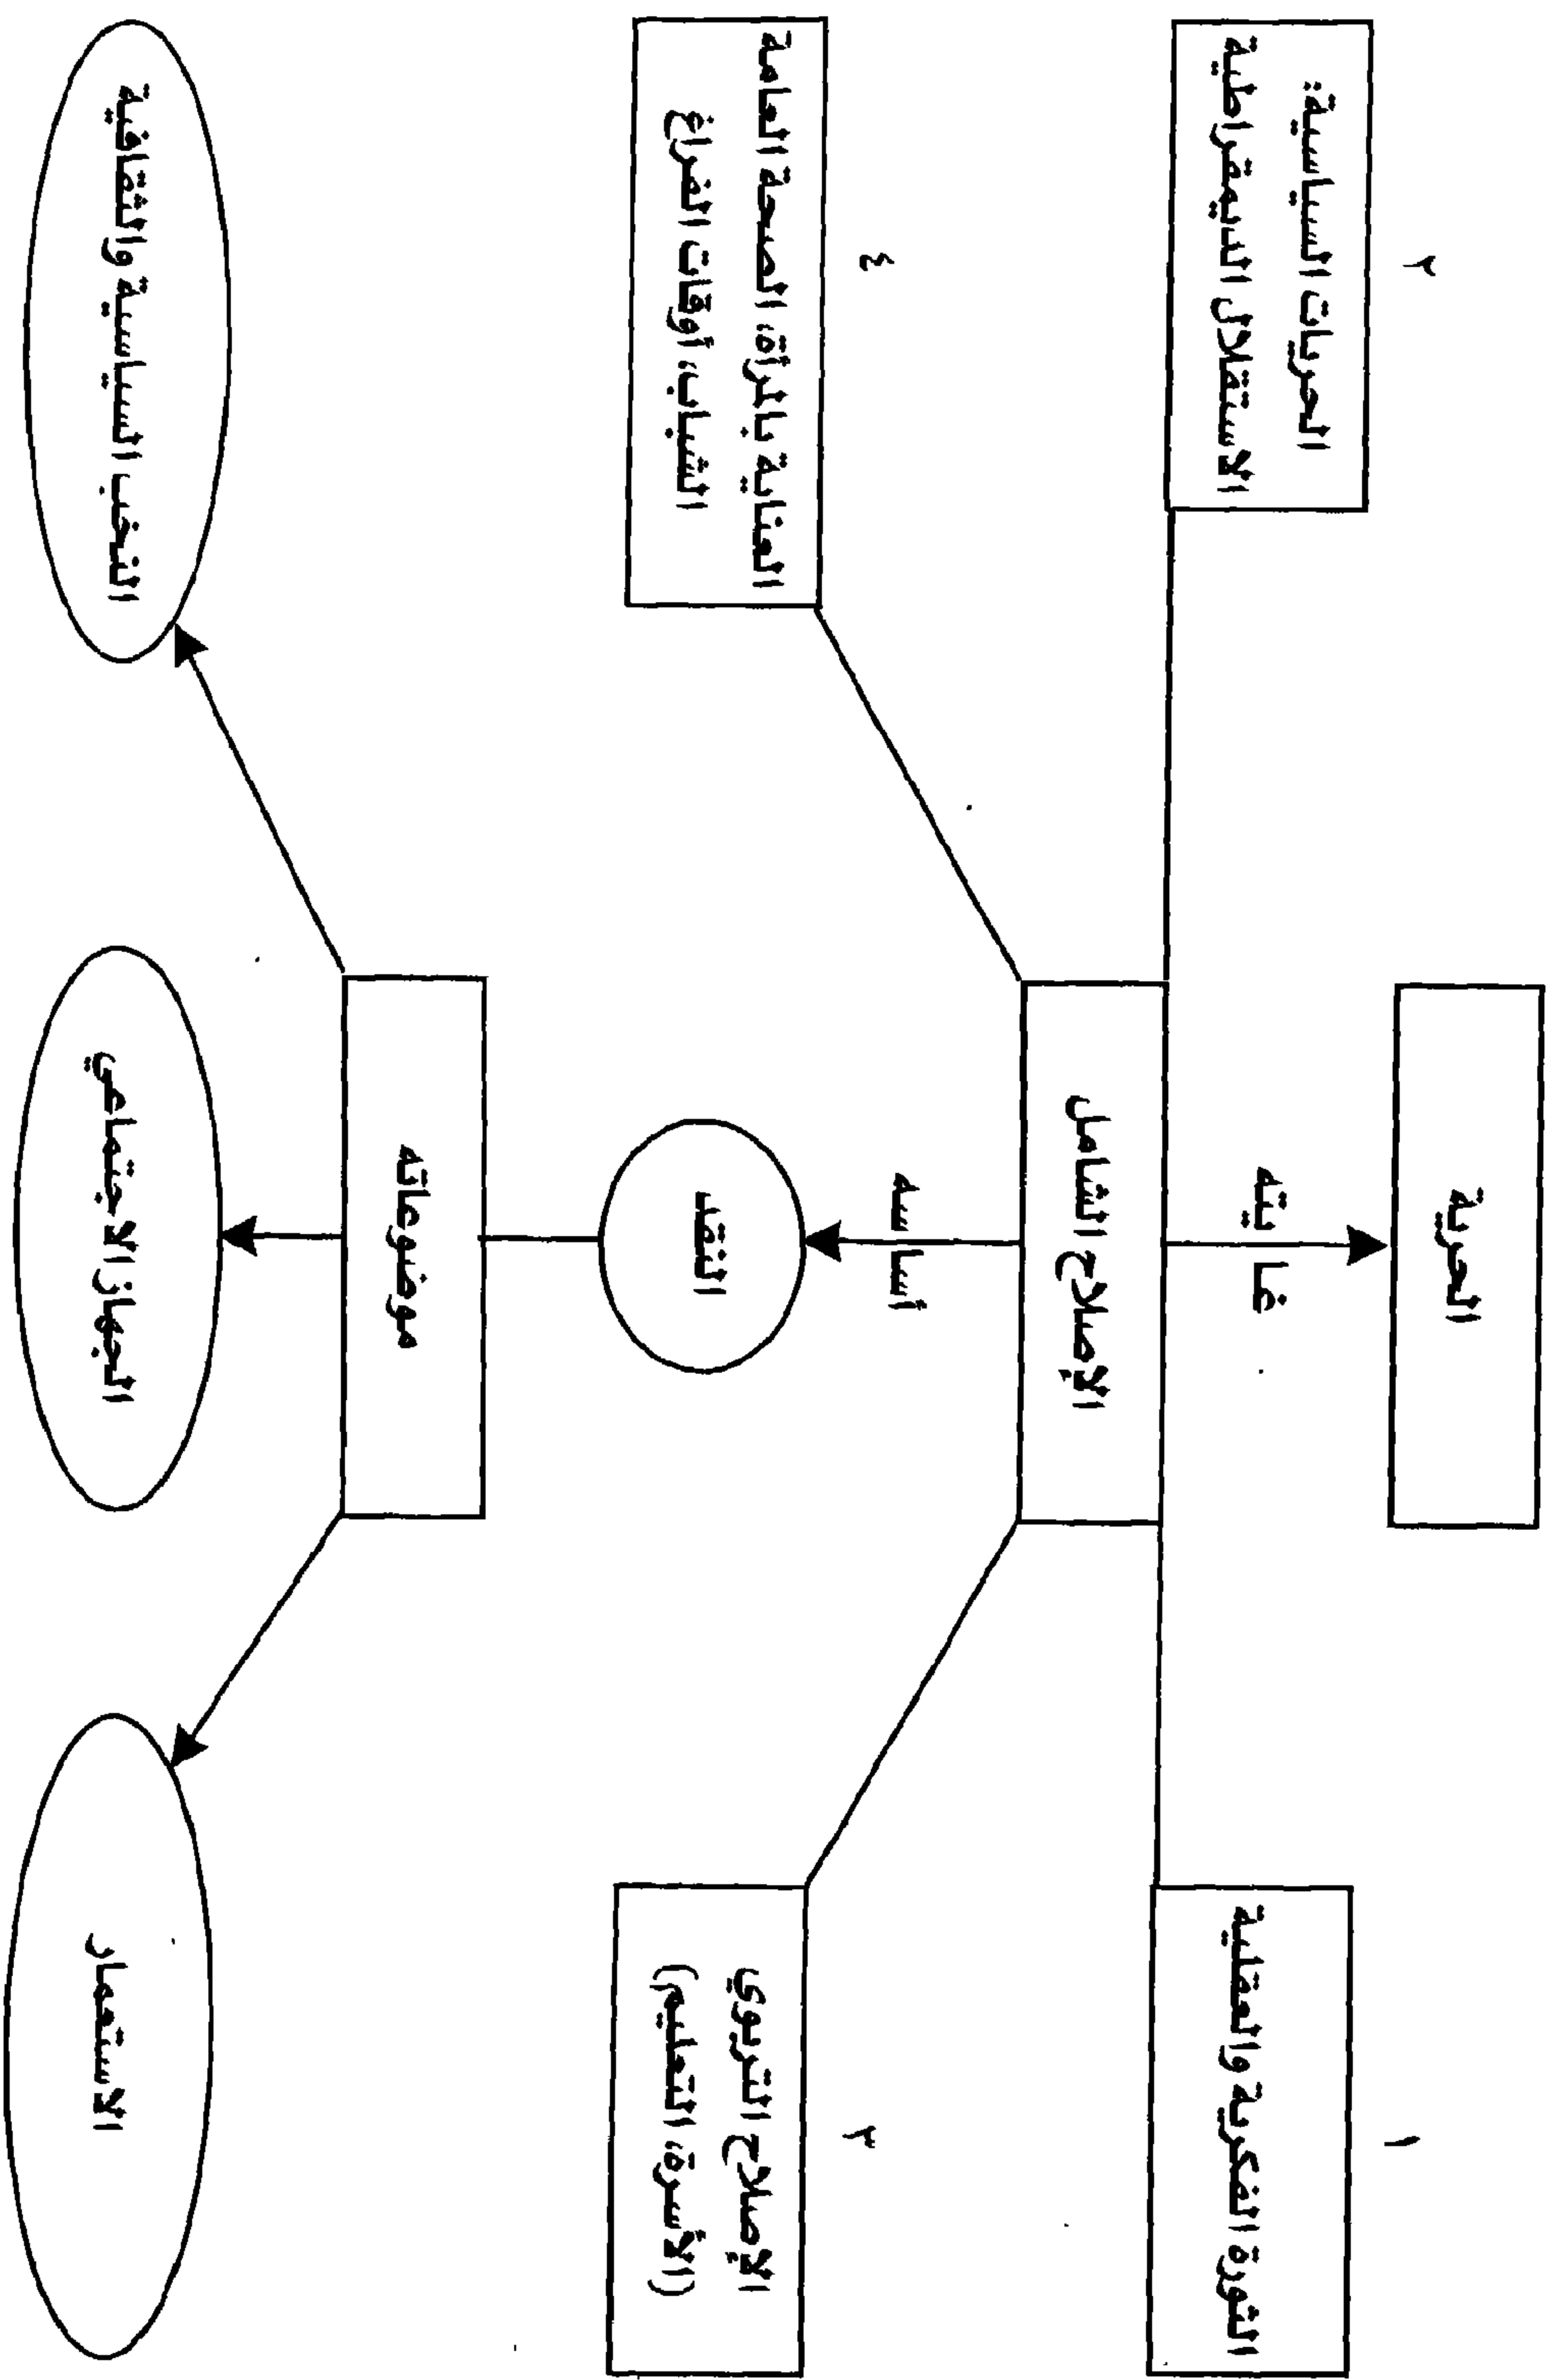 الحرية
غايته
١
الثورة الفكرية والعقلية
٢
الحريات السياسية:
الاستقلال الديمقراطية
الإصلاح الشامل
أساسه
النقد
٣
الإصلاح التربوي
(الأسرة، التعليم)
٤
العناية بالمرأة، الصحة العامة
الشباب، أوقات الفراغ
موضوعاته
الاستعمار
الجهاز الاجتماعي
النخب السياسية والثقافية